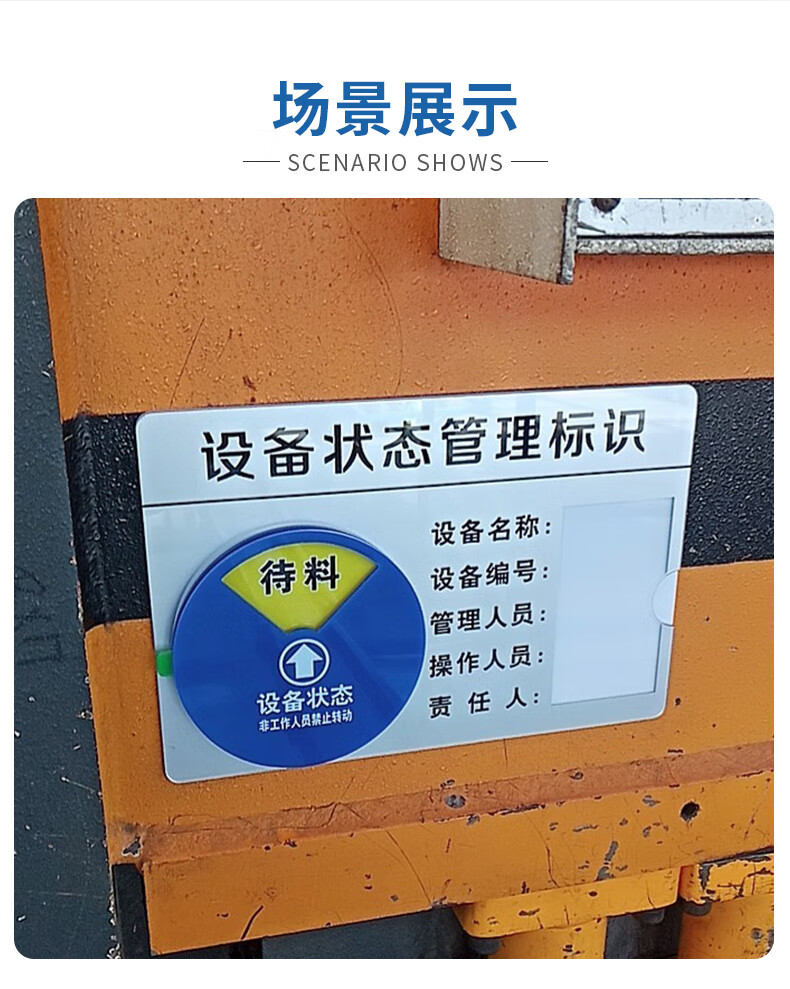 场景展示
SCENARIO SHOWS
设备状态管理标识
待料
设备状态
非工作人员禁止转动
设备名称:
设备编号:
管理人员:
操作人员:
责任人: